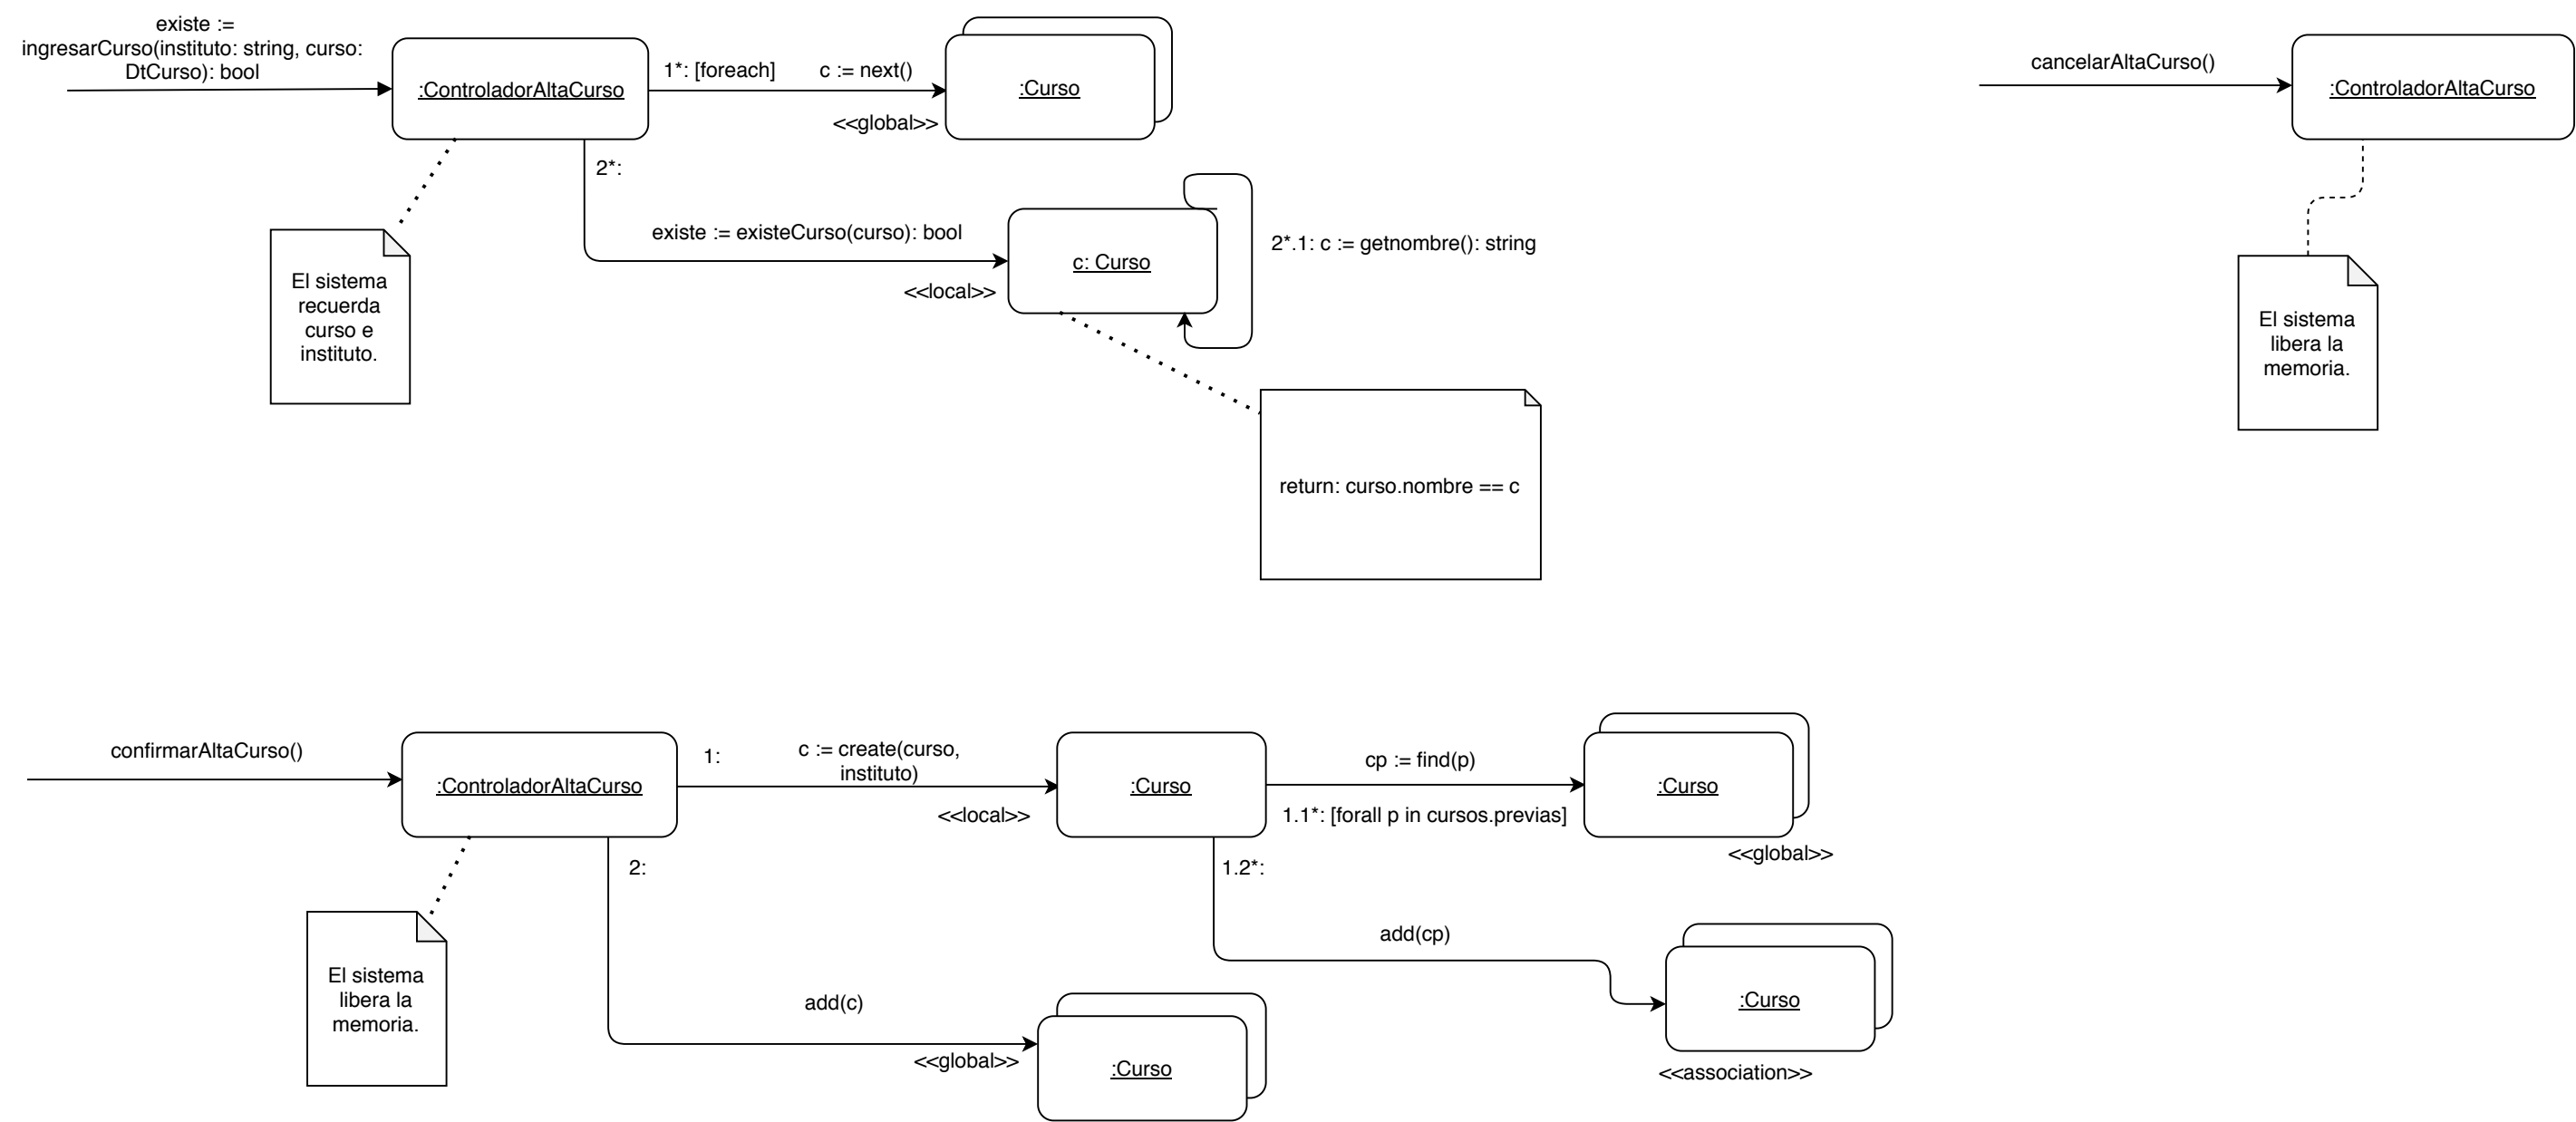 existe :=
ingresarCurso(instituto: string, curso:
DtCurso): bool
:ControladorAltaCurso
1*: [foreach]
c := next()
<<global>>
:Curso
2*:
existe := existeCurso(curso): bool
<<local>>
c: Curso
2*.1: c := getnombre(): string
El sistema
recuerda
curso e
instituto.
return: curso.nombre == c
cancelarAltaCurso()
:ControladorAltaCurso
El sistema
libera la
memoria.
confirmarAltaCurso()
:ControladorAltaCurso
1:
c := create(curso,
instituto)
<<local>>
:Curso
cp := find(p)
1.1*: [forall p in cursos.previas]
:Curso
<<global>>
2:
1.2*:
add(cp)
:Curso
<<association>>
El sistema
libera la
memoria.
add(c)
<<global>>
:Curso